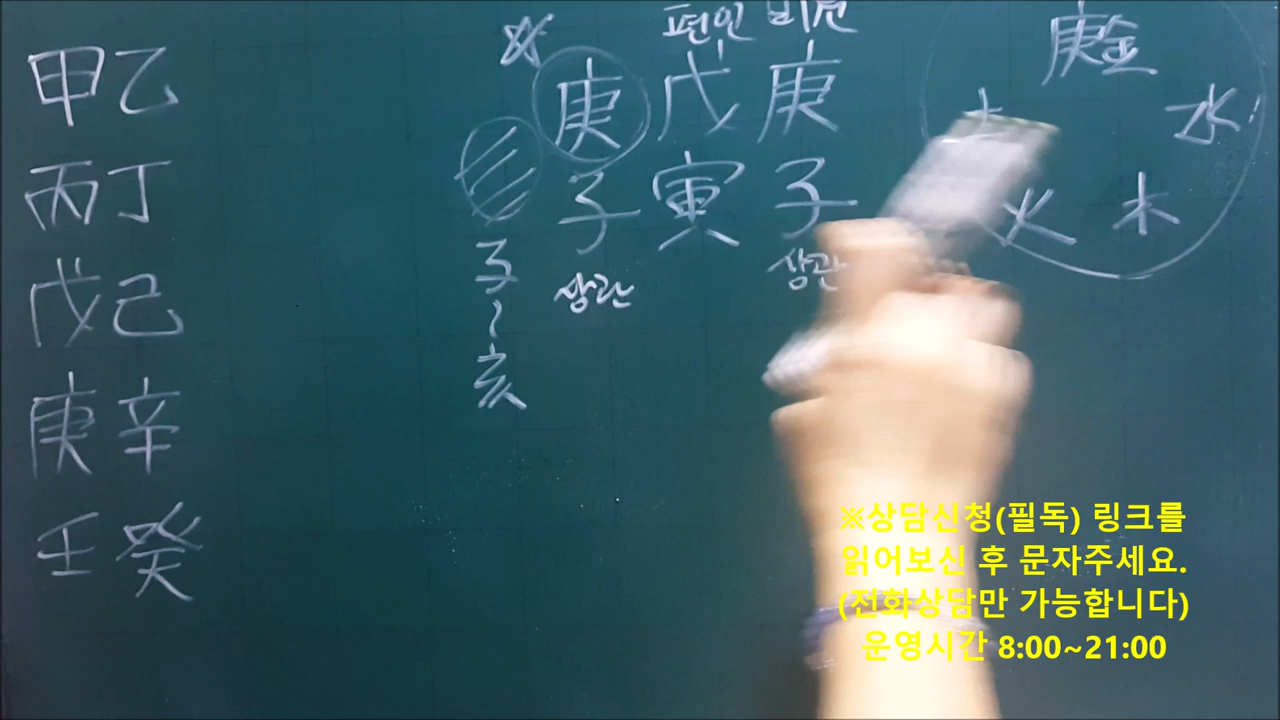 甲乙
丙丁
戊己
庚辛
壬癸
편인 비견
庚戊庚
子寅子
상관 상관
子~亥
庚金
土 水
火 木
※상담신청(필독) 링크를
읽어보신 후 문자주세요.
(전화상담만 가능합니다)
운영시간 8:00~21:00